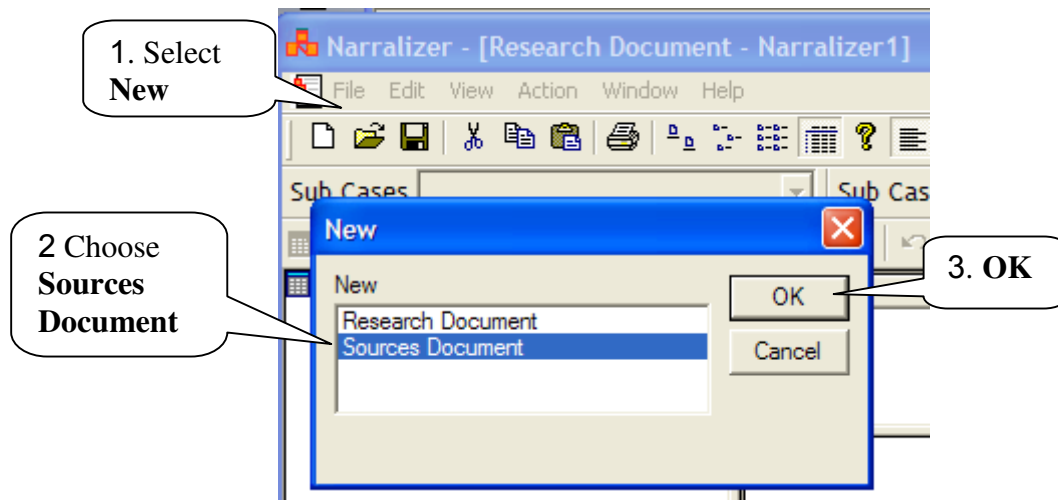 1. Select
New
Narralizer - [Research Document - Narralizer1]
File Edit View Action Window Help
Sub Cases
Sub Cas
2 Choose
Sources
Document
New
New
Research Document
Sources Document
OK
Cancel
3. OK